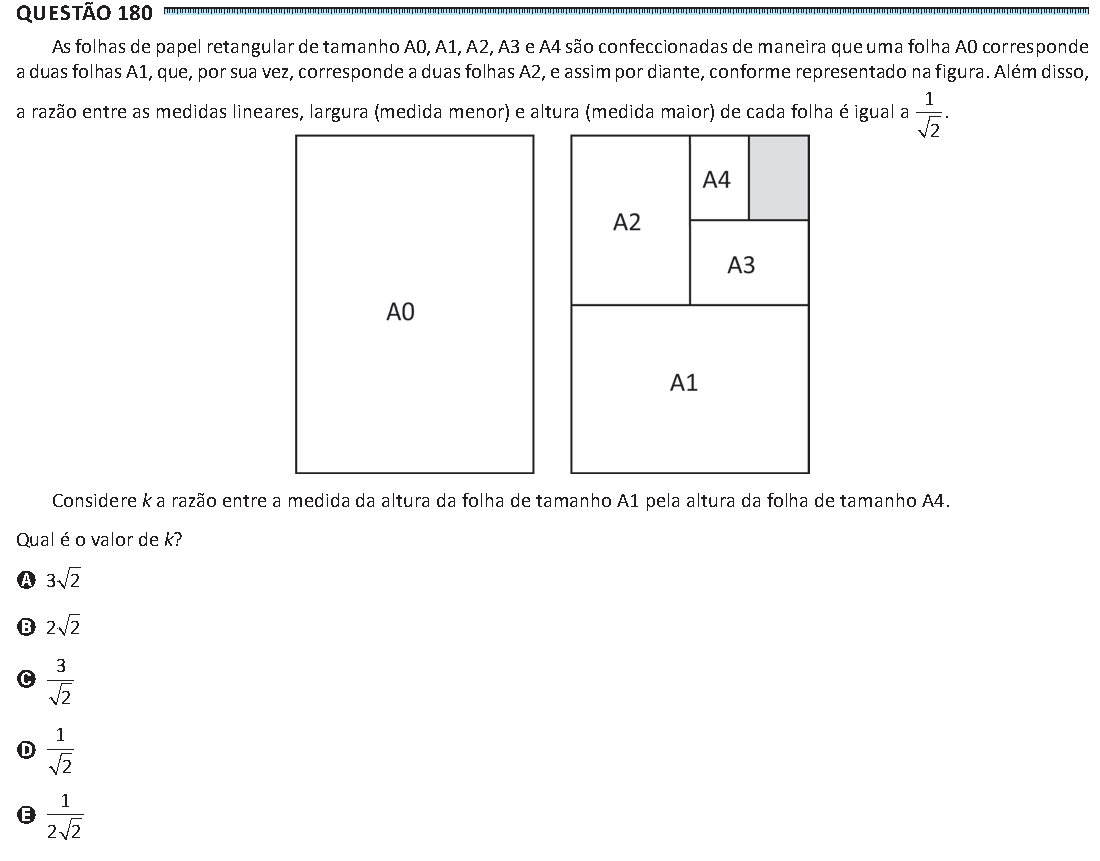 QUESTÃO 180
As folhas de papel retangular de tamanho A0, A1, A2, A3 e A4 são confeccionadas de maneira que uma folha A0 corresponde
a duas folhas A1, que, por sua vez, corresponde a duas folhas A2, e assim por diante, conforme representado na figura. Além disso,
a razão entre as medidas lineares, largura (medida menor) e altura (medida maior) de cada folha é igual a 1/√2.
A0
A2
A4
A3
A1
Considere k a razão entre a medida da altura da folha de tamanho A1 pela altura da folha de tamanho A4.
Qual é o valor de k?
A 3√2
B 2√2
C 3/√2
D 1/√2
E 1/2√2